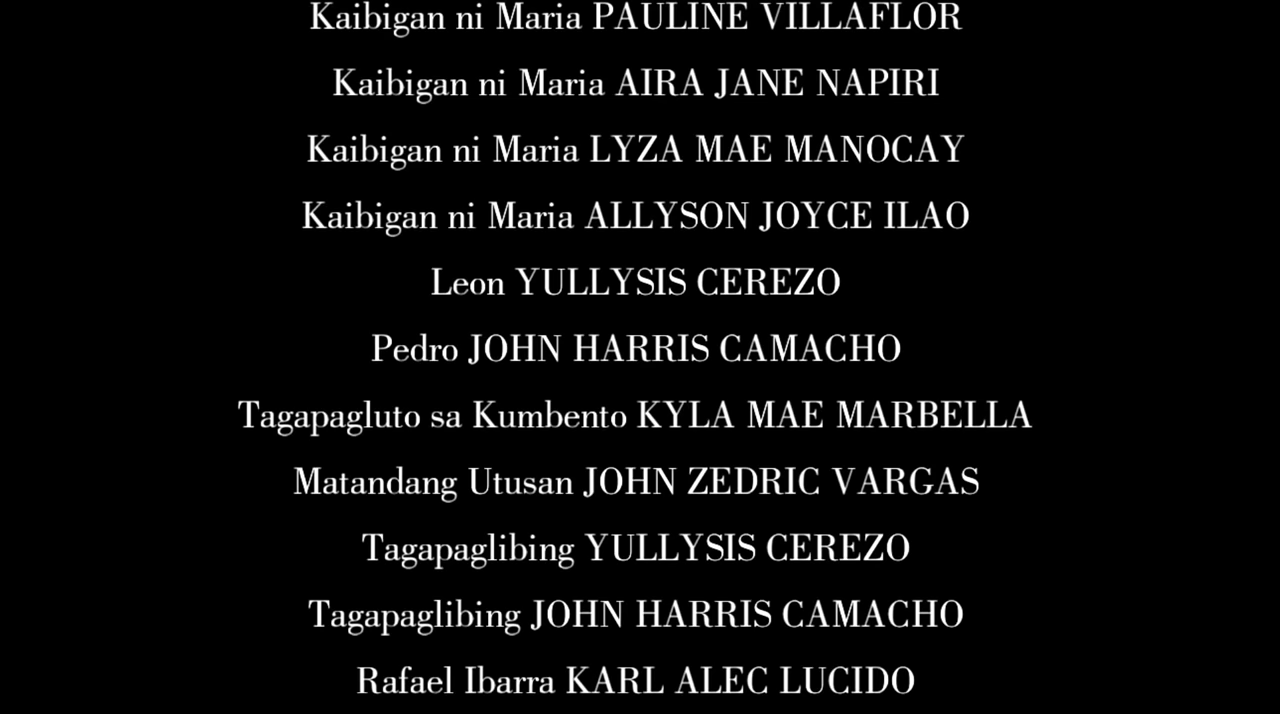 Kaibigan ni Maria PAULINE VILLAFLOR
Kaibigan ni Maria AIRA JANE NAPIRI
Kaibigan ni Maria LYZA MAE MANOCAY
Kaibigan ni Maria ALLYSON JOYCE ILAO
Leon YULLYSIS CEREZO
Pedro JOHN HARRIS CAMACHO
Tagapagluto sa Kumbento KYLA MAE MARBELLA
Matandang Utusan JOHN ZEDRIC VARGAS
Tagapaglibing YULLYSIS CEREZO
Tagapaglibing JOHN HARRIS CAMACHO
Rafael Ibarra KARL ALEC LUCIDO